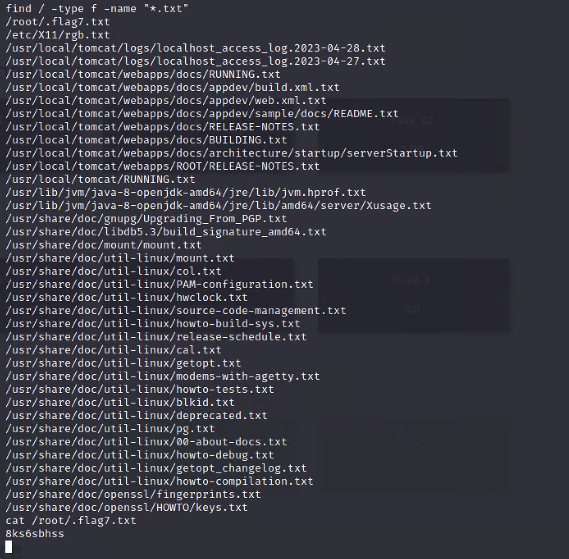 find / -type f -name "*.txt"
/root/.flag7.txt
/etc/X11/rgb.txt
/usr/local/tomcat/logs/localhost_access_log.2023-04-28.txt
/usr/local/tomcat/logs/localhost_access_log.2023-04-27.txt
/usr/local/tomcat/webapps/docs/RUNNING.txt
/usr/local/tomcat/webapps/docs/appdev/build.xml.txt
/usr/local/tomcat/webapps/docs/appdev/web.xml.txt
/usr/local/tomcat/webapps/docs/appdev/sample/docs/README.txt
/usr/local/tomcat/webapps/docs/RELEASE-NOTES.txt
/usr/local/tomcat/webapps/docs/BUILDING.txt
/usr/local/tomcat/webapps/docs/architecture/startup/serverStartup.txt
/usr/local/tomcat/webapps/ROOT/RELEASE-NOTES.txt
/usr/local/tomcat/RUNNING.txt
/usr/lib/jvm/java-8-openjdk-amd64/jre/lib/jvm.hprof.txt
/usr/lib/jvm/java-8-openjdk-amd64/jre/lib/amd64/server/Xusage.txt
/usr/share/doc/gnupg/Upgrading_From_PGP.txt
/usr/share/doc/libdb5.3/build_signature_amd64.txt
/usr/share/doc/mount/mount.txt
/usr/share/doc/util-linux/mount.txt
/usr/share/doc/util-linux/col.txt
/usr/share/doc/util-linux/PAM-configuration.txt
/usr/share/doc/util-linux/hwclock.txt
/usr/share/doc/util-linux/source-code-management.txt
/usr/share/doc/util-linux/howto-build-sys.txt
/usr/share/doc/util-linux/release-schedule.txt
/usr/share/doc/util-linux/cal.txt
/usr/share/doc/util-linux/getopt.txt
/usr/share/doc/util-linux/modems-with-agetty.txt
/usr/share/doc/util-linux/howto-tests.txt
/usr/share/doc/util-linux/blkid.txt
/usr/share/doc/util-linux/deprecated.txt
/usr/share/doc/util-linux/pg.txt
/usr/share/doc/util-linux/00-about-docs.txt
/usr/share/doc/util-linux/howto-debug.txt
/usr/share/doc/util-linux/getopt_changelog.txt
/usr/share/doc/util-linux/howto-compilation.txt
/usr/share/doc/openssl/fingerprints.txt
/usr/share/doc/openssl/HOWTO/keys.txt
cat /root/.flag7.txt
8ks6sbhss